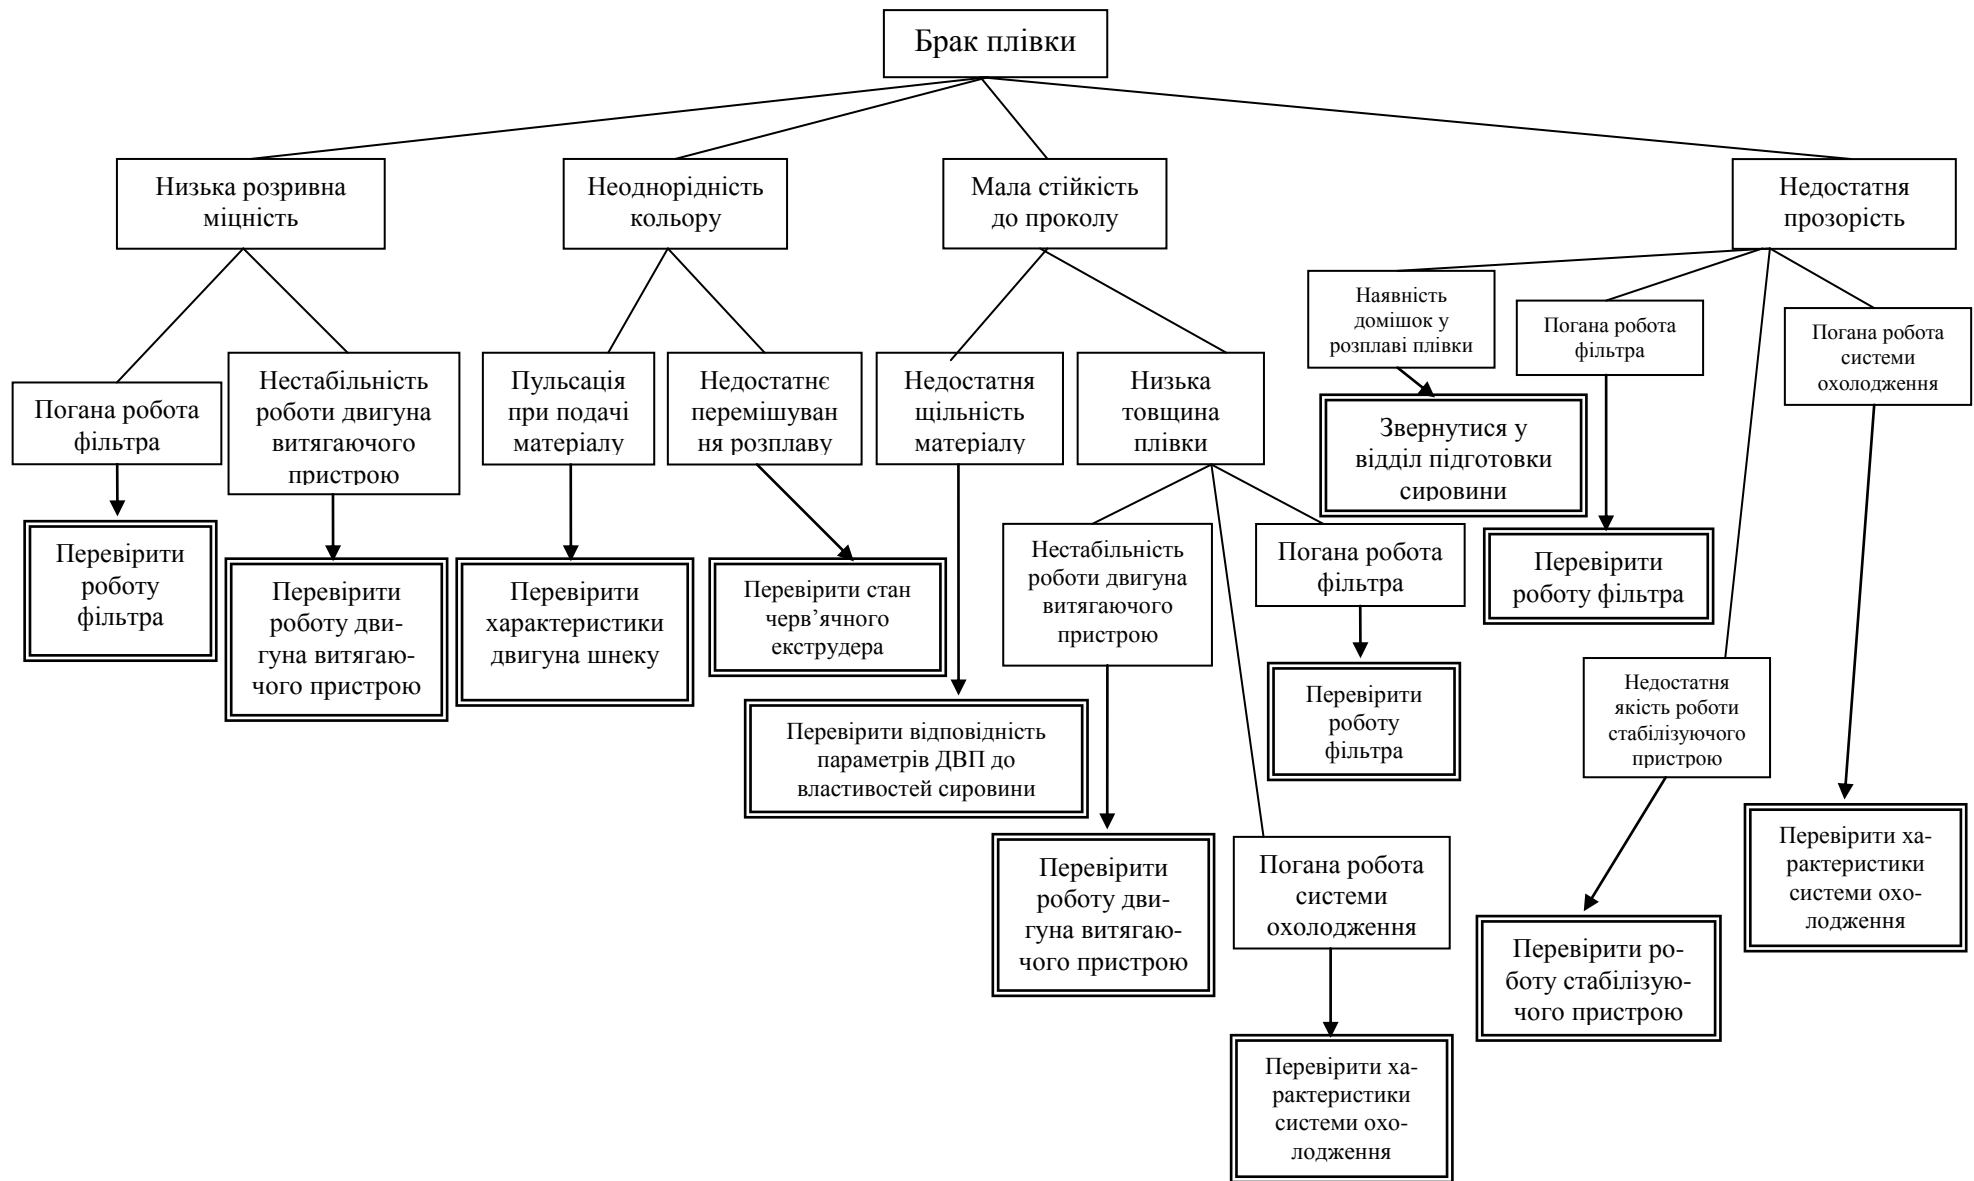 Брак плівки
Низька розривна
міцність
Неоднорідність
кольору
Мала стійкість
до проколу
Недостатня
прозорість
Наявність
домішок у
розплаві плівки
Погана робота
фільтра
Погана робота
системи
охолодження
Погана робота
фільтра
Нестабільність
роботи двигуна
витягаючого
пристрою
Пульсація
при подачі
матеріалу
Недостатнє
перемішуван
ня розплаву
Недостатня
щільність
матеріалу
Низька
товщина
плівки
Звернутися у
відділ підготовки
сировини
Перевірити
роботу
фільтра
Перевірити
роботу дви-
гуна витягаю-
чого пристрою
Перевірити
характеристики
двигуна шнеку
Перевірити стан
черв’ячного
екструдера
Нестабільність
роботи двигуна
витягаючого
пристрою
Погана робота
фільтра
Перевірити
роботу фільтра
Перевірити відповідність
параметрів ДВП до
властивостей сировини
Перевірити
роботу
фільтра
Недостатня
якість роботи
стабілізуючого
пристрою
Перевірити
роботу дви-
гуна витягаю-
чого пристрою
Погана робота
системи
охолодження
Перевірити ро-
боту стабілізую-
чого пристрою
Перевірити ха-
рактеристики
системи охо-
лодження
Перевірити ха-
рактеристики
системи охо-
лодження